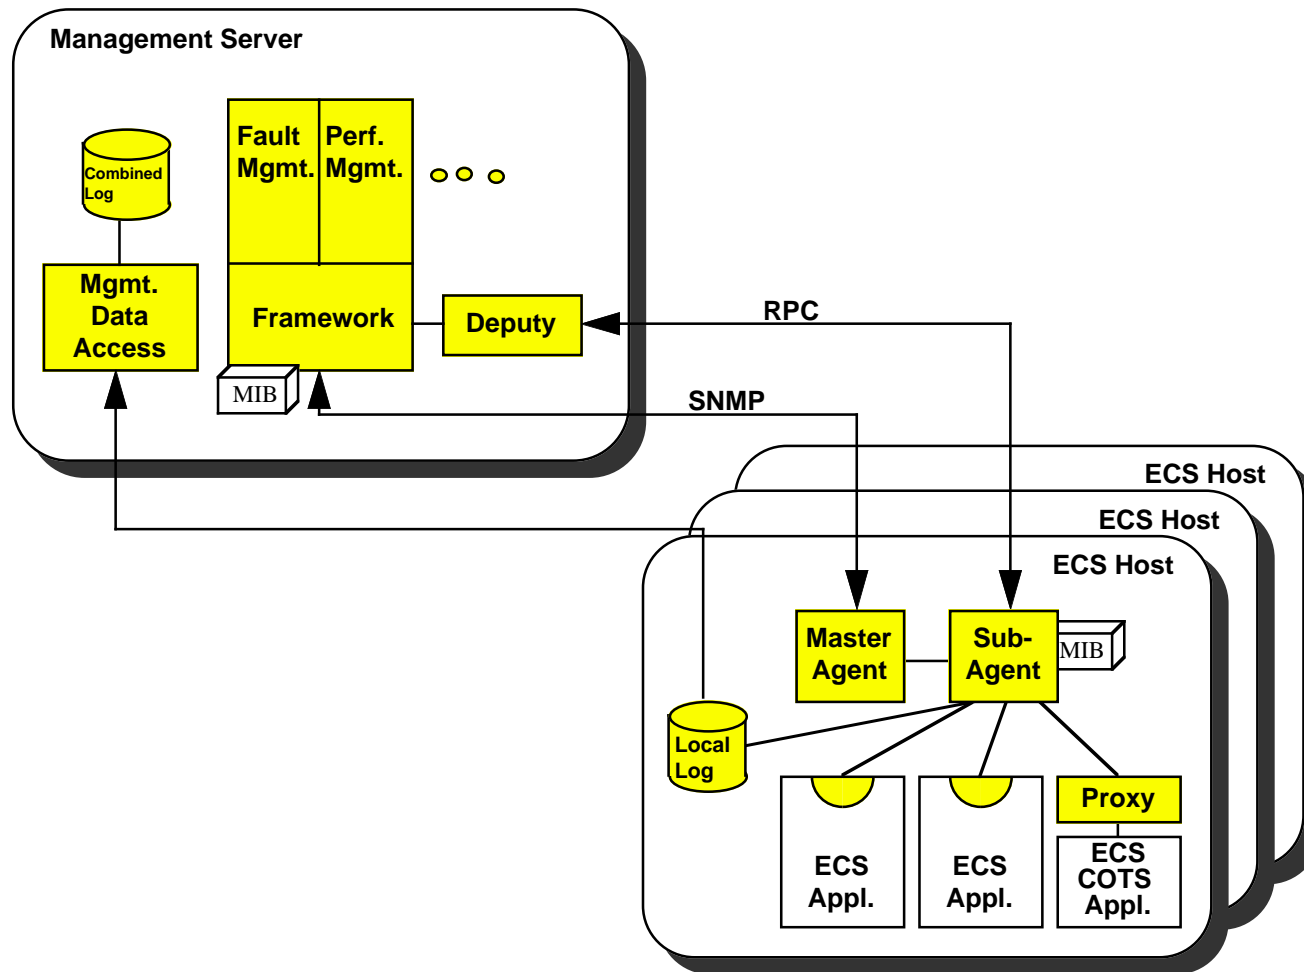 Management Server
Fault
Mgmt.
Perf.
Mgmt.
Combined
Log
Mgmt.
Data
Access
Framework
Deputy
MIB
RPC
SNMP
ECS Host
ECS Host
ECS Host
Master
Agent
Sub-
Agent
MIB
Local
Log
ECS
Appl.
ECS
Appl.
Proxy
ECS
COTS
Appl.